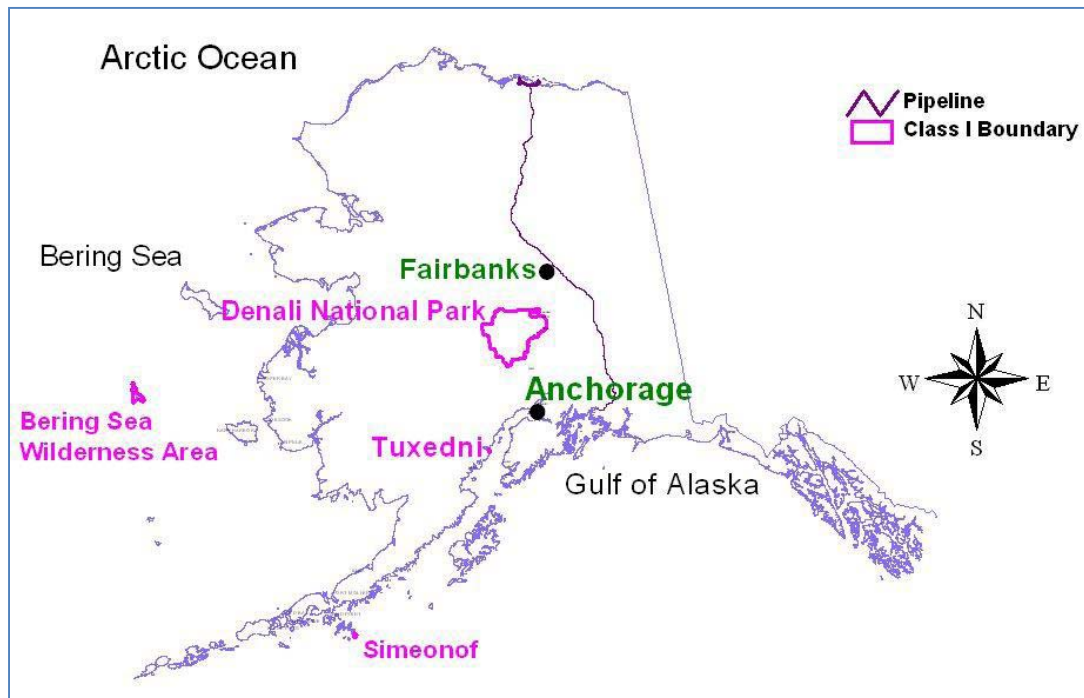 Arctic Ocean
Pipeline
Class I Boundary
Bering Sea
Fairbanks
Denali National Park
N
W
E
S
Anchorage
Bering Sea
Wilderness Area
Tuxedni
Gulf of Alaska
Simeonof